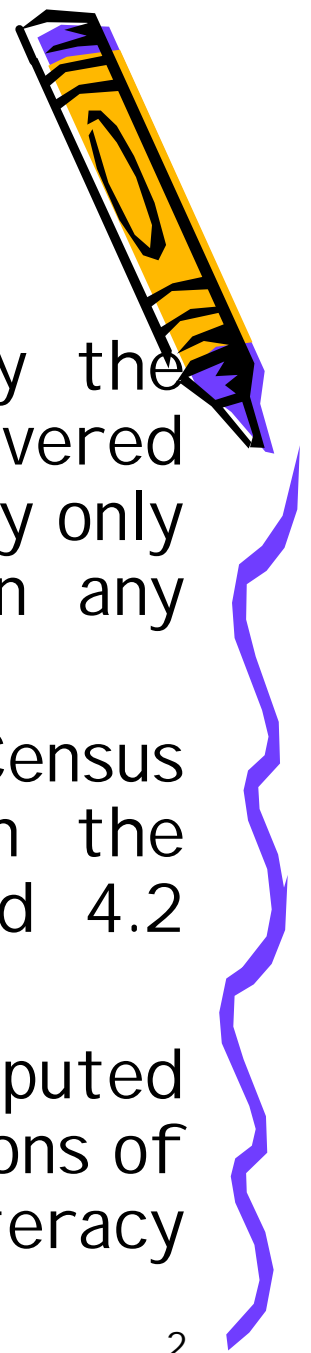 y the
vered
y only
n any
Census
n the
d 4.2
puted
ons of
eracy
2